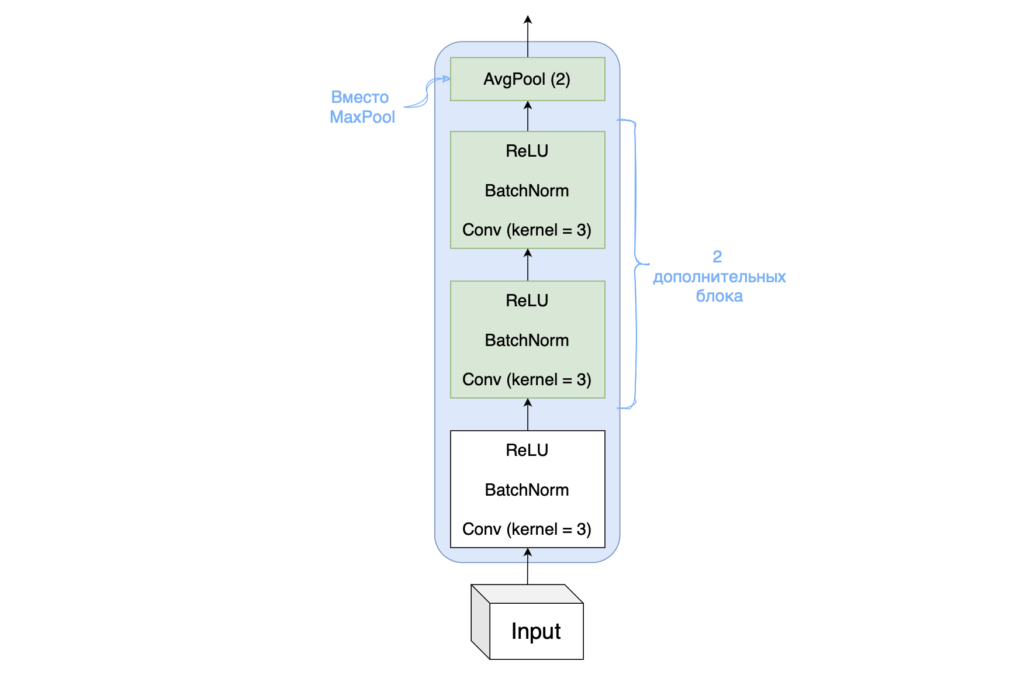 AvgPool (2)
Вместо
MaxPool
ReLU
BatchNorm
Conv (kernel = 3)
2
дополнительных
блока
ReLU
BatchNorm
Conv (kernel = 3)
ReLU
BatchNorm
Conv (kernel = 3)
Input